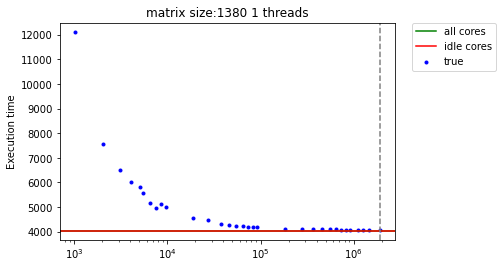 matrix size:1380 1 threads
12000
11000
10000
9000
8000
7000
6000
5000
4000
Execution time
10³
10⁴
10⁵
10⁶
all cores
idle cores
true